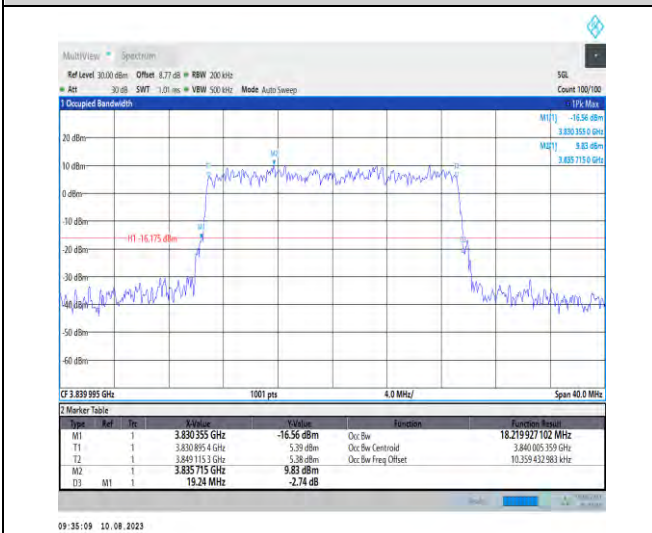 MultiView Spectrum
Ref Level 30.00 dBm Offset 8.77 dB RBW 200 kHz SGL
Att 30 dB SWT 1.01 ms VBW 500 kHz Mode Auto Sweep Count 100/100
1 Occupied Bandwidth 1Pk Max
M1[1] -16.56 dBm
3.830 355 0 GHz
M2[1] 9.83 dBm
3.835 715 0 GHz
20 dBm
M2
10 dBm
0 dBm
-10 dBm
M1
H1 -16.175 dBm
-20 dBm
-30 dBm
-40 dBm
-50 dBm
-60 dBm
CF 3.839 995 GHz 1001 pts 4.0 MHz/ Span 40.0 MHz
2 Marker Table
Type Ref Trc X-Value Y-Value Function Function Result
M1 1 3.830 355 GHz -16.56 dBm Occ Bw 18.219 927 102 MHz
T1 1 3.830 895 4 GHz 5.39 dBm Occ Bw Centroid 3.840 005 359 GHz
T2 1 3.849 115 3 GHz 5.38 dBm Occ Bw Freq Offset 10.359 432 983 kHz
M2 1 3.835 715 GHz 9.83 dBm
D3 M1 1 19.24 MHz -2.74 dB
09:35:09 10.08.2023